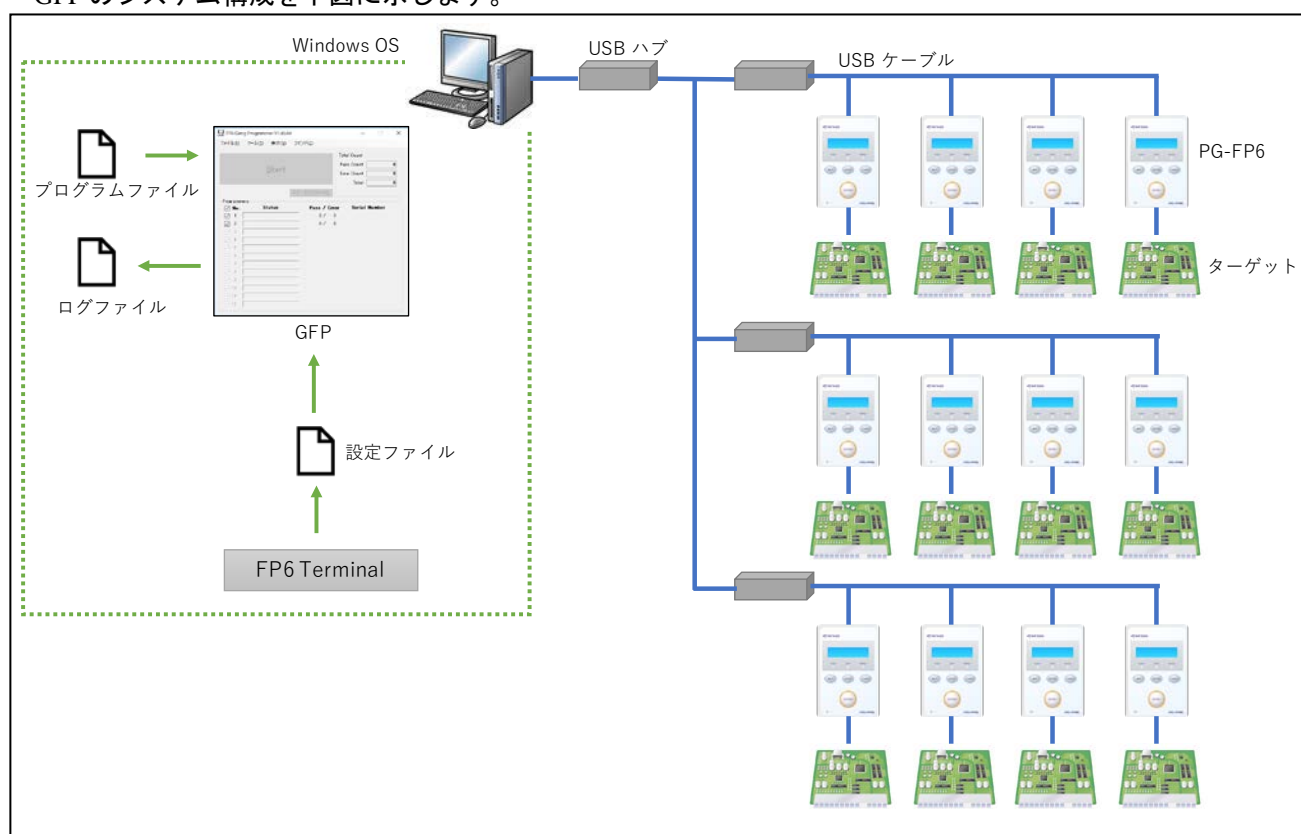 GFP のシステム構成を下図に示します。
Windows OS
USB ハブ
USB ケーブル
プログラムファイル
Start
Total Count
Pass Count
Error Count
Total
No.
Status
Pass / Error
Serial Number
ログファイル
GFP
設定ファイル
FP6 Terminal
PG-FP6
ターゲット